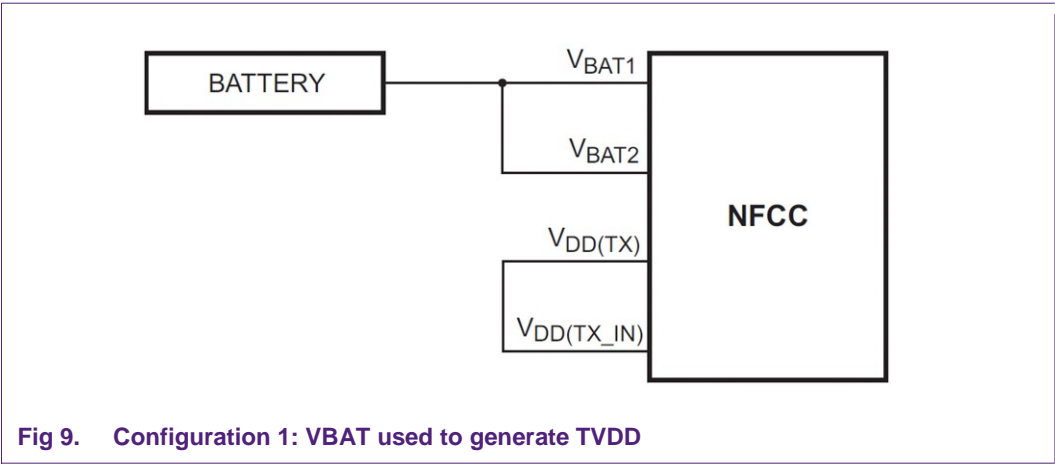 BATTERY
VBAT1
VBAT2
NFCC
VDD(TX)
VDD(TX_IN)
Fig 9. Configuration 1: VBAT used to generate TVDD